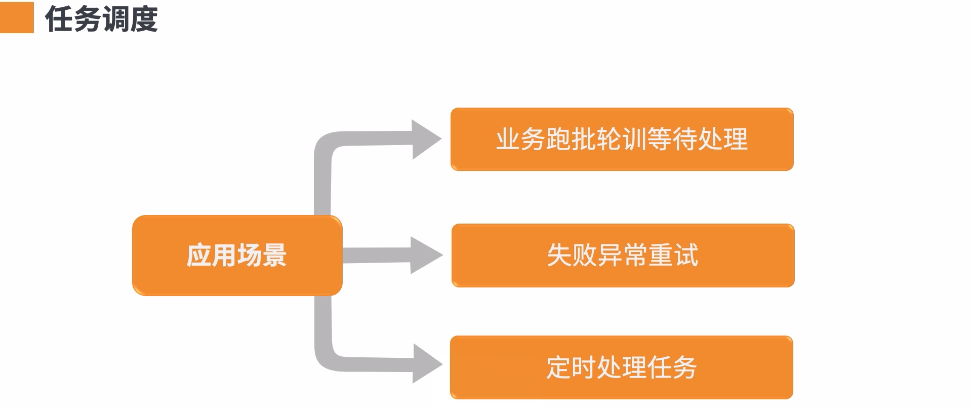 任务调度
业务跑批轮训等待处理
应用场景
失败异常重试
定时处理任务